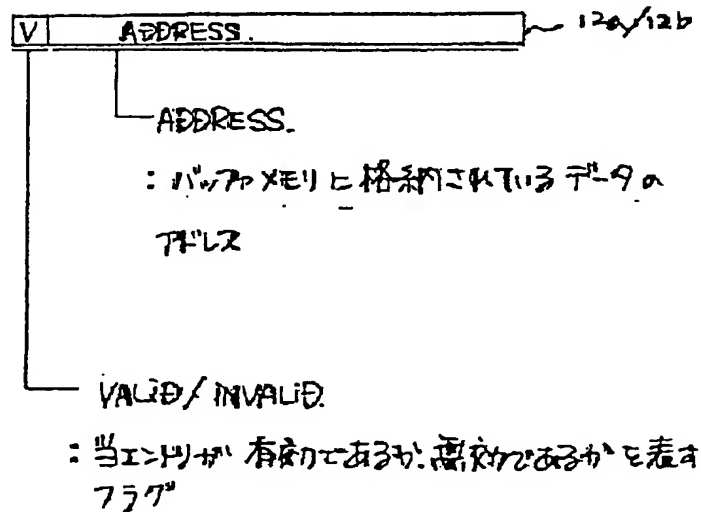 V ADDRESS. 12a/12b
ADDRESS.
: バッファメモリに格納されているデータの
アドレス
VALID/INVALID.
: 当エントリが有効であるか、無効であるかを表す
フラグ